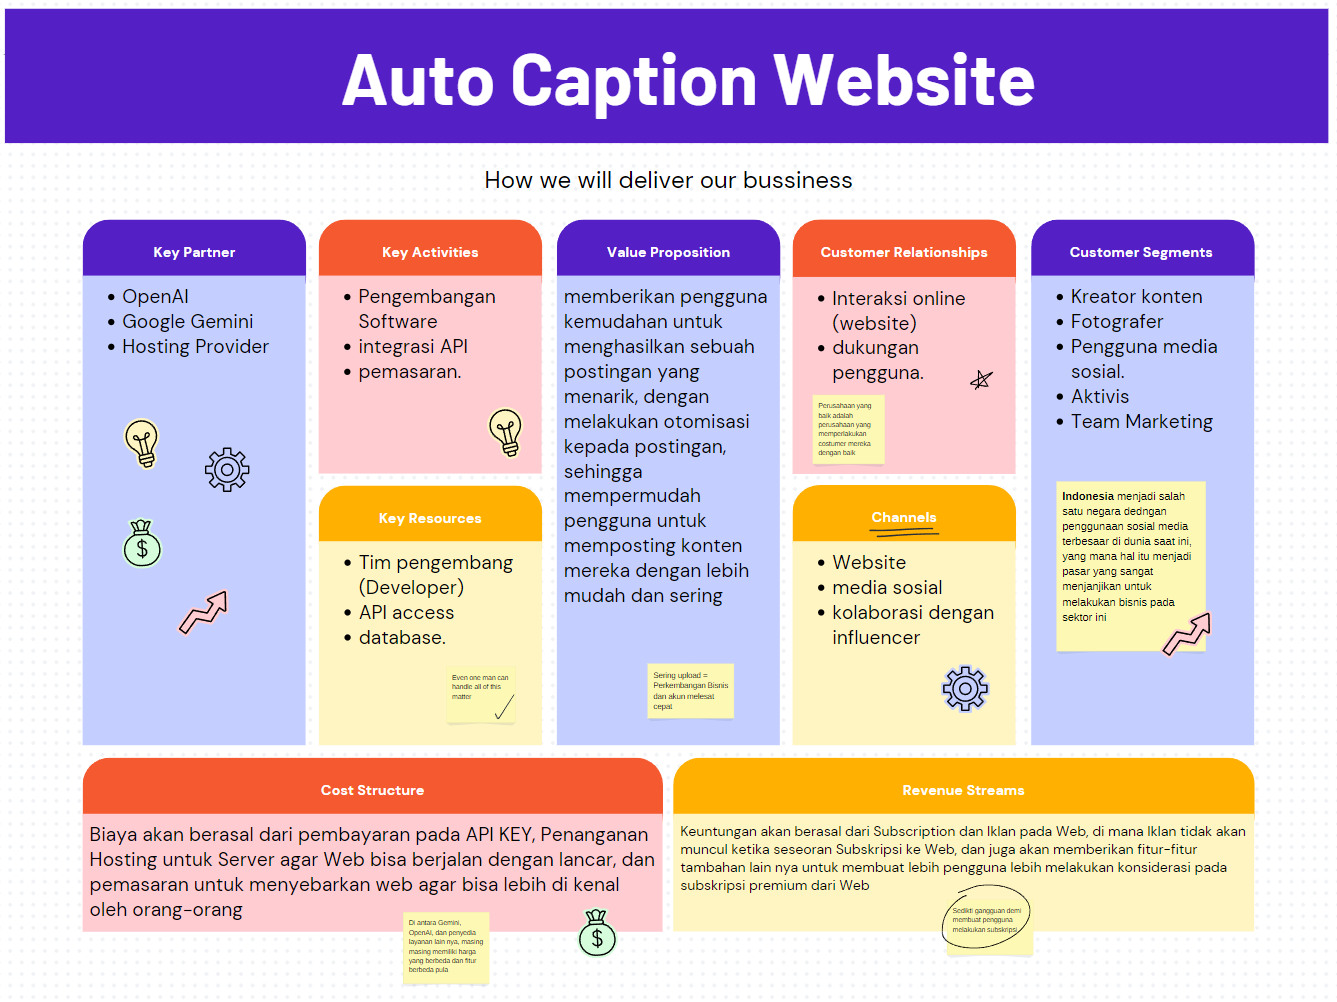 Auto Caption Website
How we will deliver our bussiness
Key Partner
• OpenAI
• Google Gemini
• Hosting Provider
Key Activities
• Pengembangan
Software
• integrasi API
• pemasaran.
Key Resources
• Tim pengembang
(Developer)
• API access
• database.
Even one man can
handle all of this
matter
Value Proposition
memberikan pengguna
kemudahan untuk
menghasilkan sebuah
postingan yang
menarik, dengan
melakukan otomisasi
kepada postingan,
sehingga
mempermudah
pengguna untuk
memposting konten
mereka dengan lebih
mudah dan sering
Sering upload =
Perkembangan Bisnis
dan akun melesat
cepat
Customer Relationships
• Interaksi online
(website)
• dukungan
pengguna.
Perusahaan yang
baik adalah
perusahaan yang
memperlakukan
costumer mereka
dengan baik
Channels
• Website
• media sosial
• kolaborasi dengan
influencer
Customer Segments
• Kreator konten
• Fotografer
• Pengguna media
sosial.
• Aktivis
• Team Marketing
Indonesia menjadi salah
satu negara dedngan
penggunaan sosial media
terbesaar di dunia saat ini,
yang mana hal itu menjadi
pasar yang sangat
menjanjikan untuk
melakukan bisnis pada
sektor ini
Cost Structure
Biaya akan berasal dari pembayaran pada API KEY, Penanganan
Hosting untuk Server agar Web bisa berjalan dengan lancar, dan
pemasaran untuk menyebarkan web agar bisa lebih di kenal
oleh orang-orang
Di antara Gemini,
OpenAI, dan penyedia
layanan lain nya, masing
masing memiliki harga
yang berbeda dan fitur
berbeda pula
Revenue Streams
Keuntungan akan berasal dari Subscription dan Iklan pada Web, di mana Iklan tidak akan
muncul ketika seseoran Subskripsi ke Web, dan juga akan memberikan fitur-fitur
tambahan lain nya untuk membuat lebih pengguna lebih melakukan konsiderasi pada
subskripsi premium dari Web
Sedikti gangguan demi
membuat pengguna
melakukan subskripsi